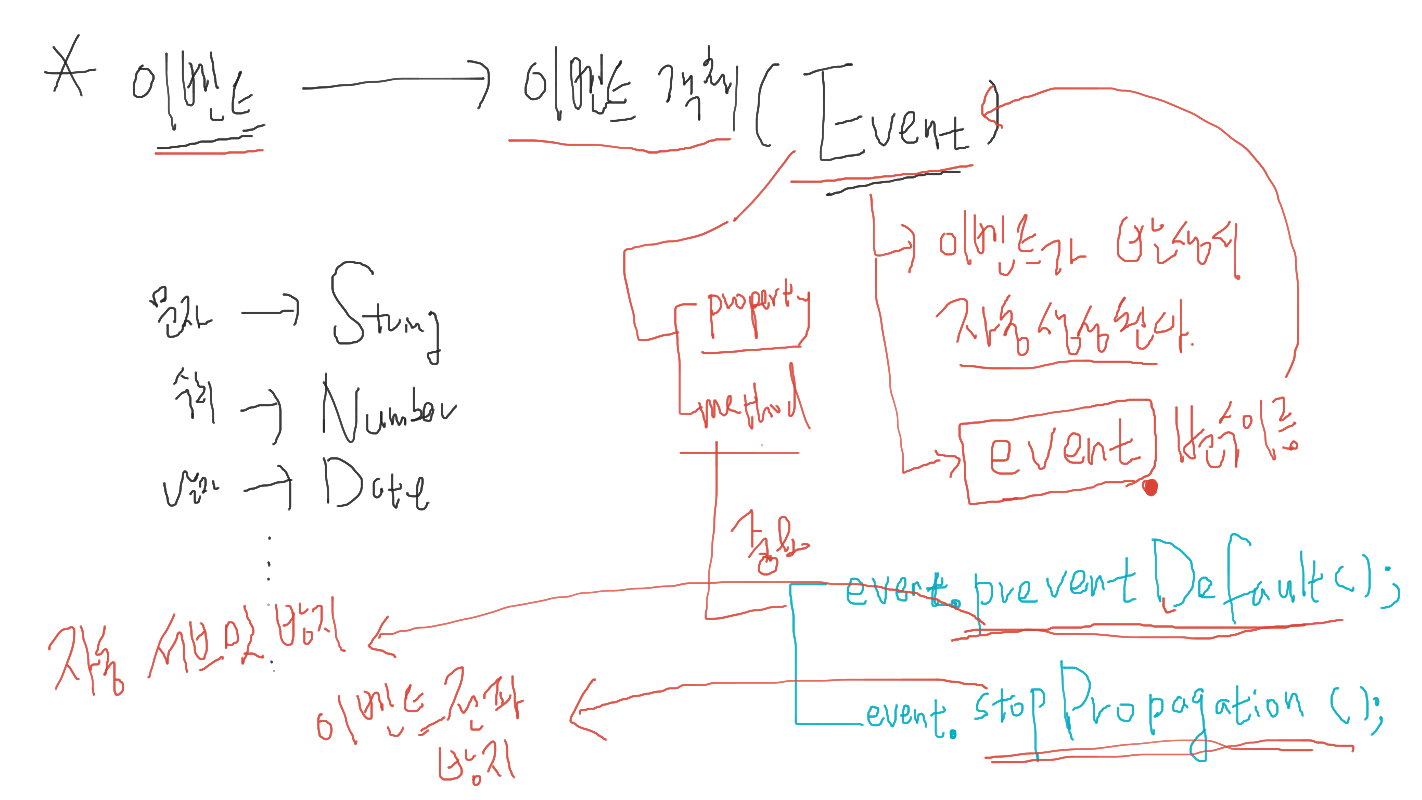 * 이벤트 → 이벤트 객체 (Event)
이벤트가 발생시
자동 생성된다.
event 변수이름
property
method
문자 → String
숫자 → Number
날짜 → Date
중요
event.preventDefault();
자동 서브밋 방지
event.stopPropagation();
이벤트 전파
방지